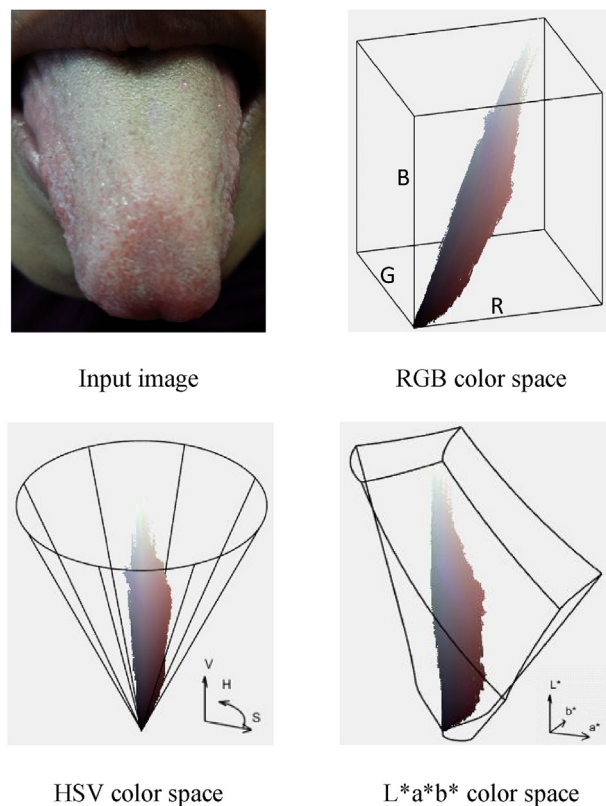 B
G
R
Input image
RGB color space
V
H
S
L*
b*
a*
HSV color space
L*a*b* color space